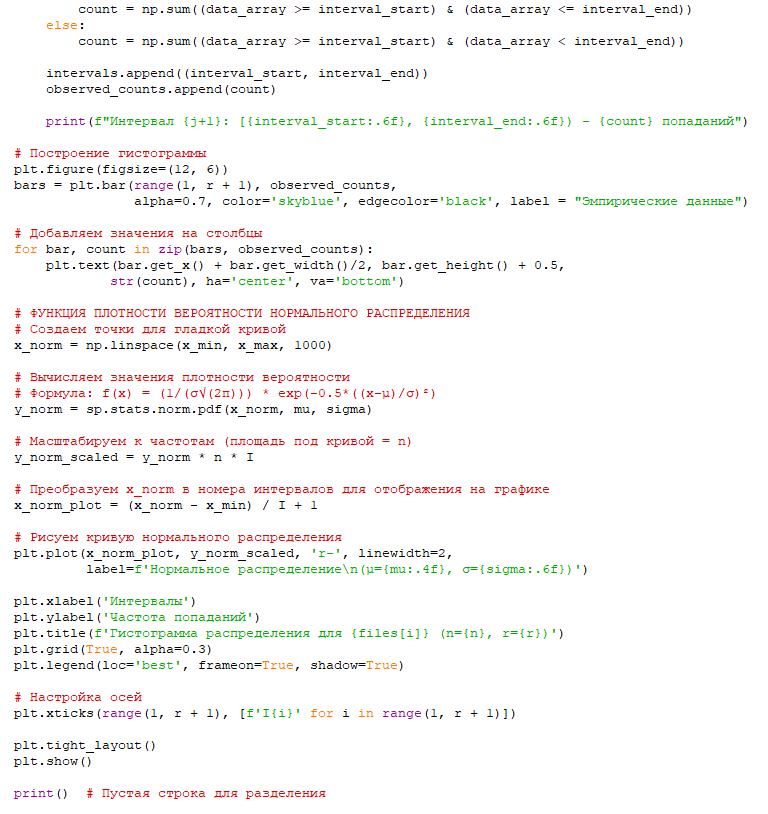 count = np.sum((data_array >= interval_start) & (data_array <= interval_end))
else:
count = np.sum((data_array >= interval_start) & (data_array < interval_end))
intervals.append((interval_start, interval_end))
observed_counts.append(count)
print(f"Интервал {j+1}: [{interval_start:.6f}, {interval_end:.6f}) - {count} попаданий")
# Построение гистограммы
plt.figure(figsize=(12, 6))
bars = plt.bar(range(1, r + 1), observed_counts,
alpha=0.7, color='skyblue', edgecolor='black', label = "Эмпирические данные")
# Добавляем значения на столбцы
for bar, count in zip(bars, observed_counts):
plt.text(bar.get_x() + bar.get_width()/2, bar.get_height() + 0.5,
str(count), ha='center', va='bottom')
# ФУНКЦИЯ ПЛОТНОСТИ ВЕРОЯТНОСТИ НОРМАЛЬНОГО РАСПРЕДЕЛЕНИЯ
# Создаем точки для гладкой кривой
x_norm = np.linspace(x_min, x_max, 1000)
# Вычисляем значения плотности вероятности
# Формула: f(x) = (1/(σ√(2π))) * exp(-0.5*((x-μ)/σ)²)
y_norm = sp.stats.norm.pdf(x_norm, mu, sigma)
# Масштабируем к частотам (площадь под кривой = n)
y_norm_scaled = y_norm * n * I
# Преобразуем x_norm в номера интервалов для отображения на графике
x_norm_plot = (x_norm - x_min) / I + 1
# Рисуем кривую нормального распределения
plt.plot(x_norm_plot, y_norm_scaled, 'r-', linewidth=2,
label=f'Нормальное распределение\n(μ={mu:.4f}, σ={sigma:.6f})')
plt.xlabel('Интервалы')
plt.ylabel('Частота попаданий')
plt.title(f'Гистограмма распределения для {files[i]} (n={n}, r={r})')
plt.grid(True, alpha=0.3)
plt.legend(loc='best', frameon=True, shadow=True)
# Настройка осей
plt.xticks(range(1, r + 1), [f'I{i}' for i in range(1, r + 1)])
plt.tight_layout()
plt.show()
print()  # Пустая строка для разделения